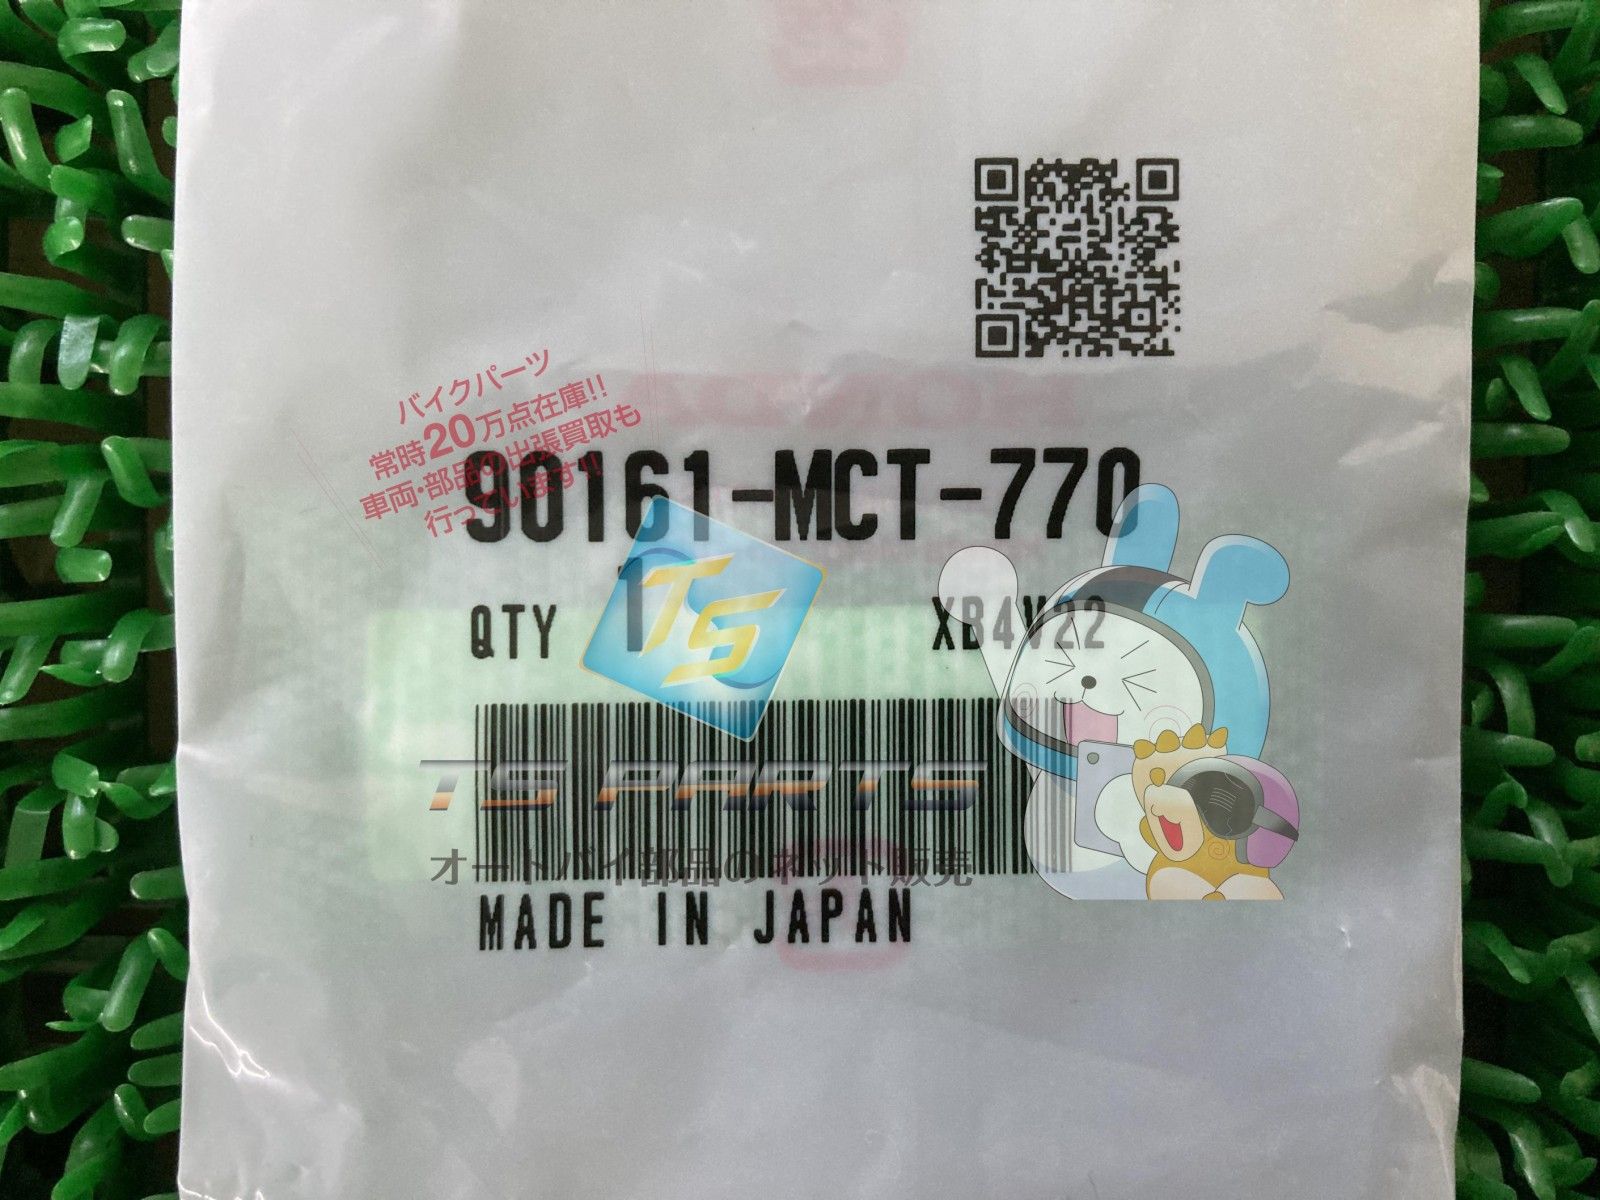 バイクパーツ
常時20万点在庫!!
車両・部品の出張買取も
行っています!!
90161-MCT-770
QTY 1
XB4V22
TS
TS PARTS
オートバイ部品のネット販売
MADE IN JAPAN